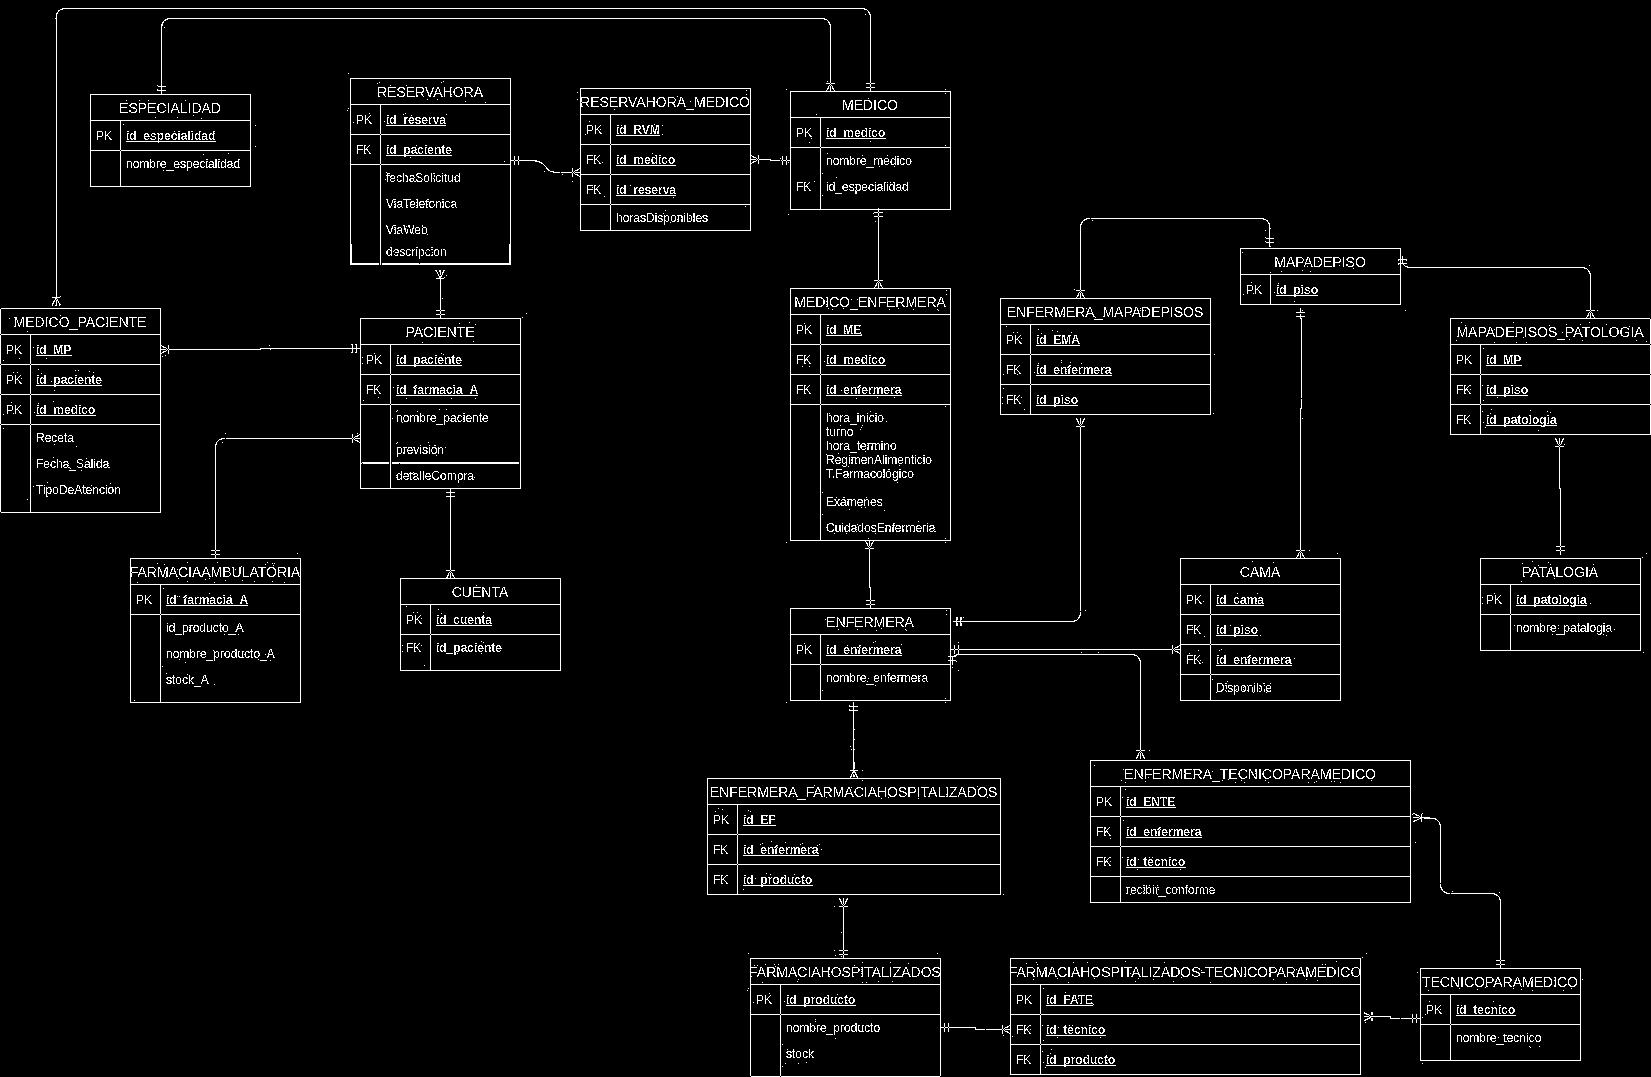 ESPECIALIDAD
PK id_especialidad
nombre_especialidad
RESERVAHORA
PK id_reserva
FK id_paciente
fechaSolicitud
ViaTelefonica
ViaWeb
descripcion
RESERVAHORA_MEDICO
PK id_RVM
FK id_medico
FK id_reserva
horasDisponibles
MEDICO
PK id_medico
nombre_medico
FK id_especialidad
MEDICO_PACIENTE
PK id_MP
PK id_paciente
PK id_medico
Receta
Fecha_Salida
TipoDeAtencion
PACIENTE
PK id_paciente
FK id_farmacia_A
nombre_paciente
previsión
detalleCompra
MEDICO_ENFERMERA
PK id_ME
FK id_medico
FK id_enfermera
hora_inicio
turno
hora_termino
RegimenAlimenticio
T.Farmacológico
Exámenes
CuidadosEnfermeria
ENFERMERA_MAPADEPISOS
PK id_EMA
FK id_enfermera
FK id_piso
MAPADEPISO
PK id_piso
MAPADEPISOS_PATOLOGIA
PK id_MP
FK id_piso
FK id_patologia
FARMACIAAMBULATORIA
PK id_farmacia_A
id_producto_A
nombre_producto_A
stock_A
CUENTA
PK id_cuenta
FK id_paciente
ENFERMERA
PK id_enfermera
nombre_enfermera
CAMA
PK id_cama
FK id_piso
FK id_enfermera
Disponible
PATALOGIA
PK id_patologia
nombre_patalogia
ENFERMERA_FARMACIAHOSPITALIZADOS
PK id_EF
FK id_enfermera
FK id_producto
ENFERMERA_TECNICOPARAMEDICO
PK id_ENTE
FK id_enfermera
FK id_técnico
recibir_conforme
FARMACIAHOSPITALIZADOS
PK id_producto
nombre_producto
stock
FARMACIAHOSPITALIZADOS-TECNICOPARAMEDICO
PK id_FATE
FK id_técnico
FK id_producto
TECNICOPARAMEDICO
PK id_tecnico
nombre_tecnico